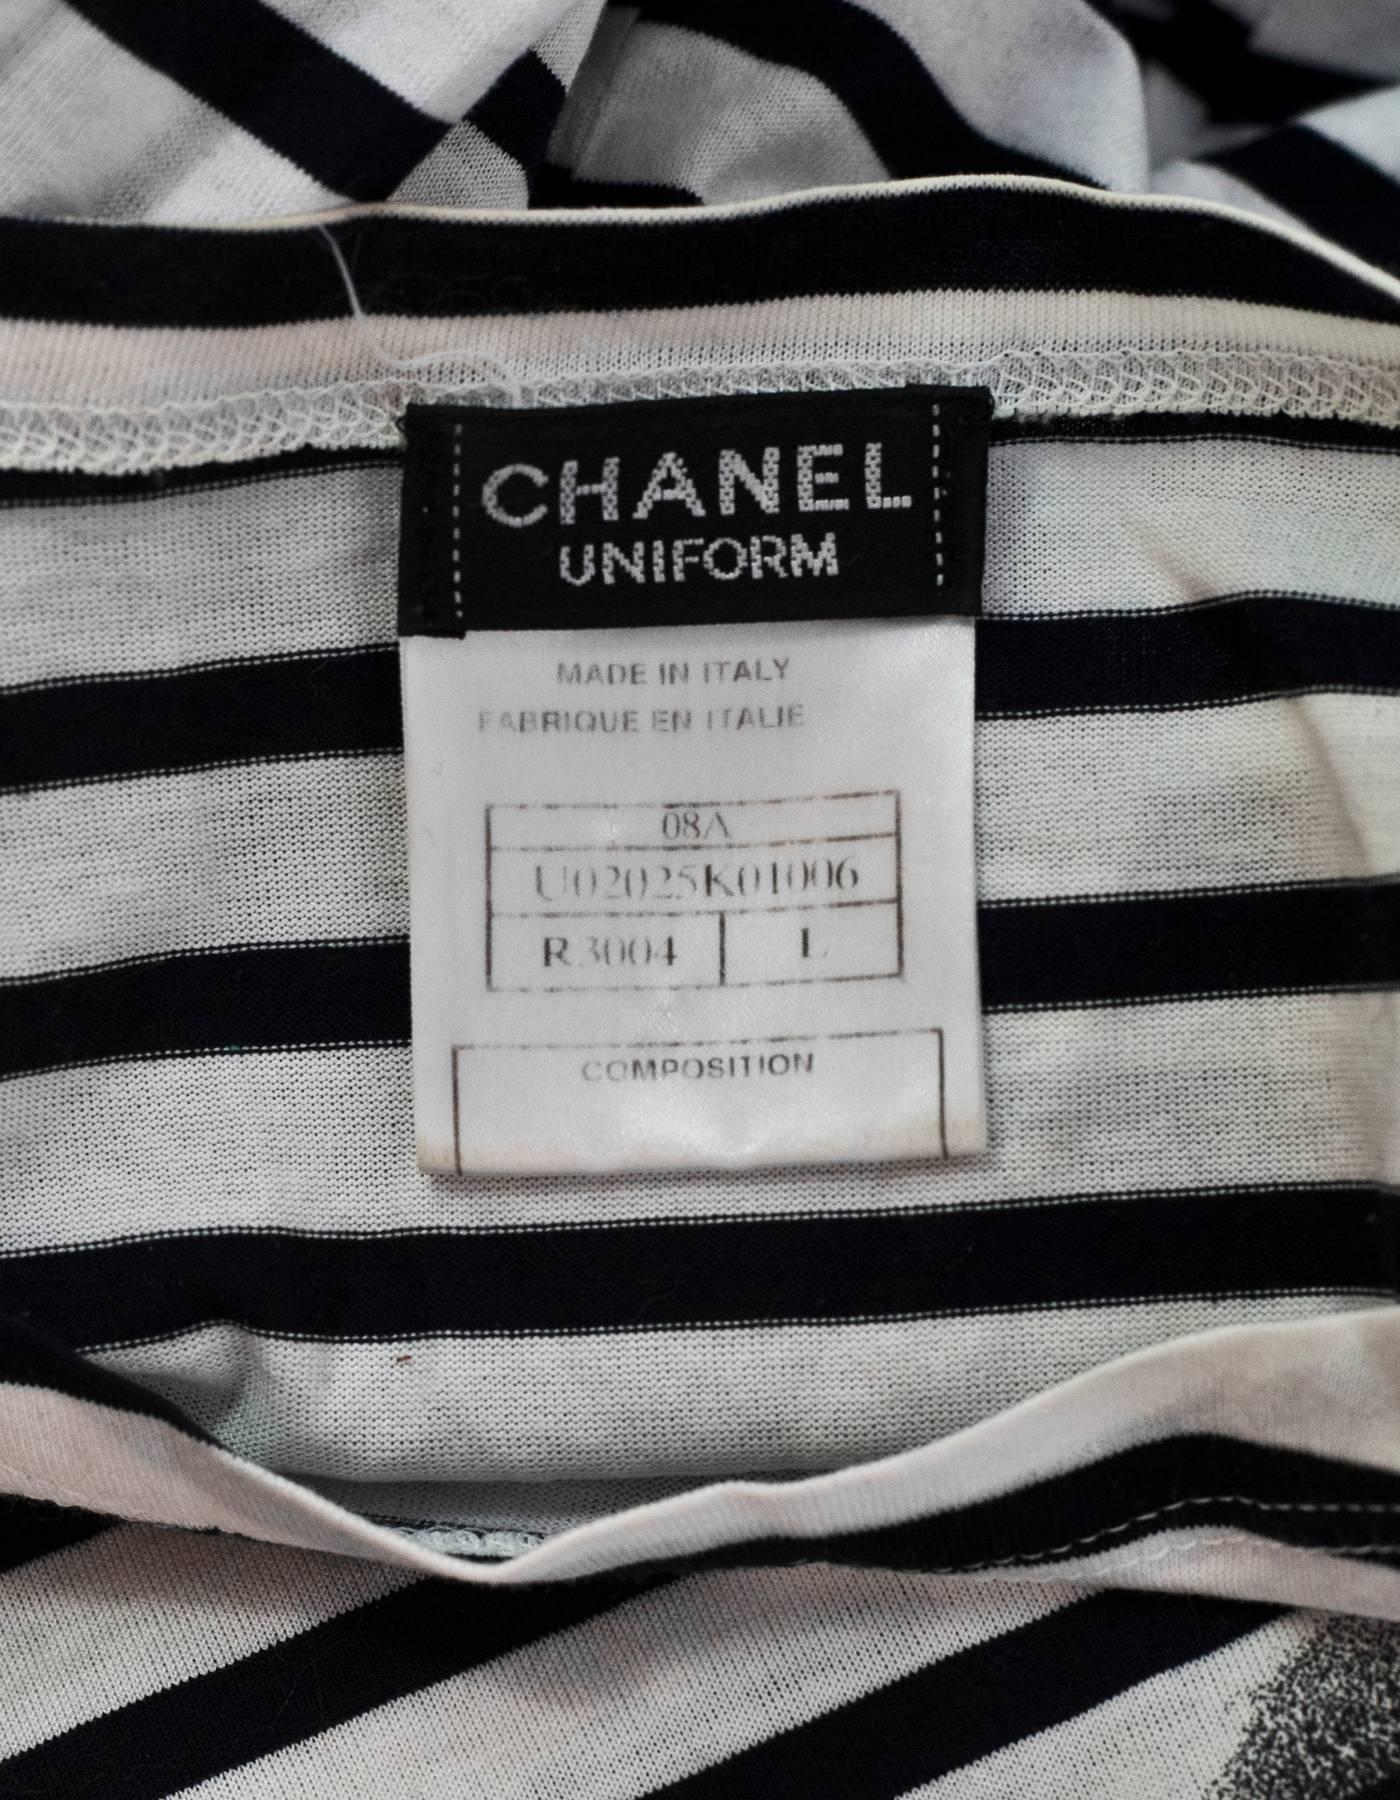 CHANEL
UNIFORM
MADE IN ITALY
FABRIQUE EN ITALIE
08A
U02025K01006
R3004 L
COMPOSITION